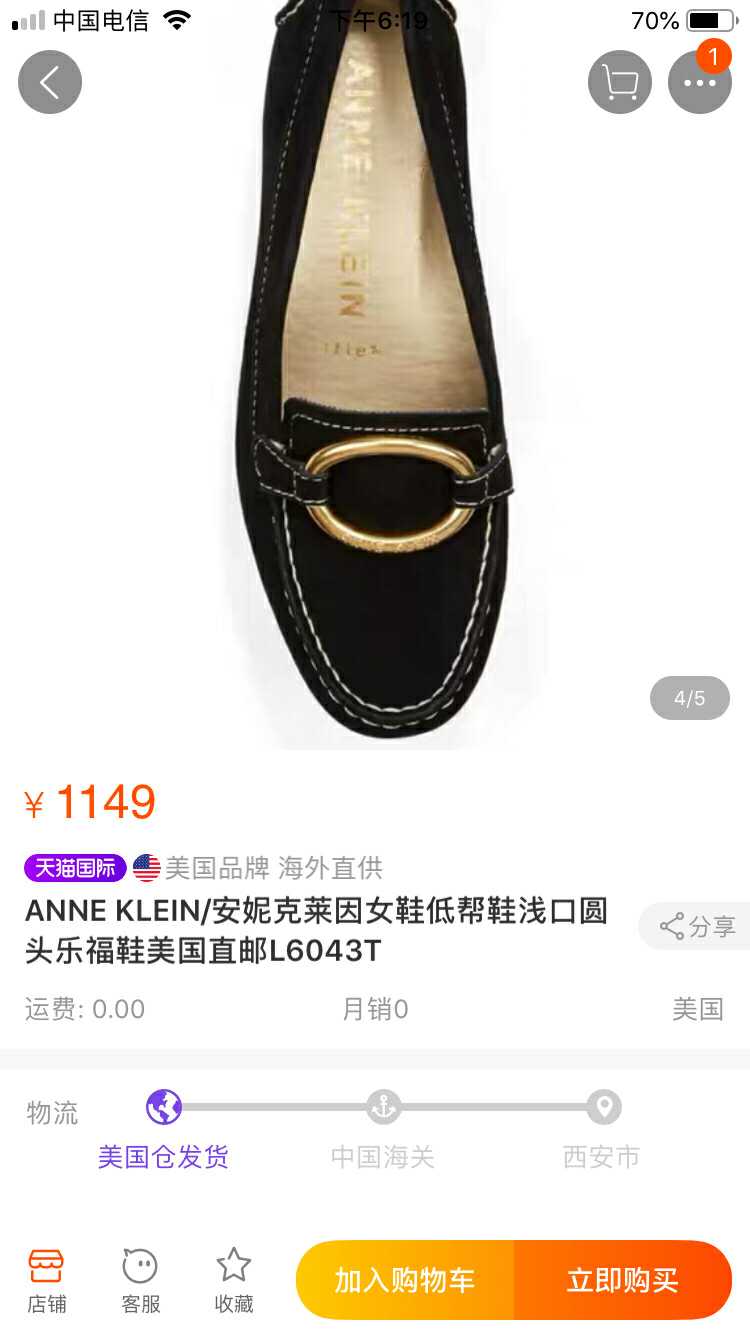 中国电信
下午6:19
70%
1
ANNE KLEIN
iflex
4/5
¥ 1149
天猫国际 美国品牌 海外直供
ANNE KLEIN/安妮克莱因女鞋低帮鞋浅口圆
头乐福鞋美国直邮L6043T
分享
运费: 0.00
月销0
美国
物流
美国仓发货
中国海关
西安市
店铺
客服
收藏
加入购物车
立即购买